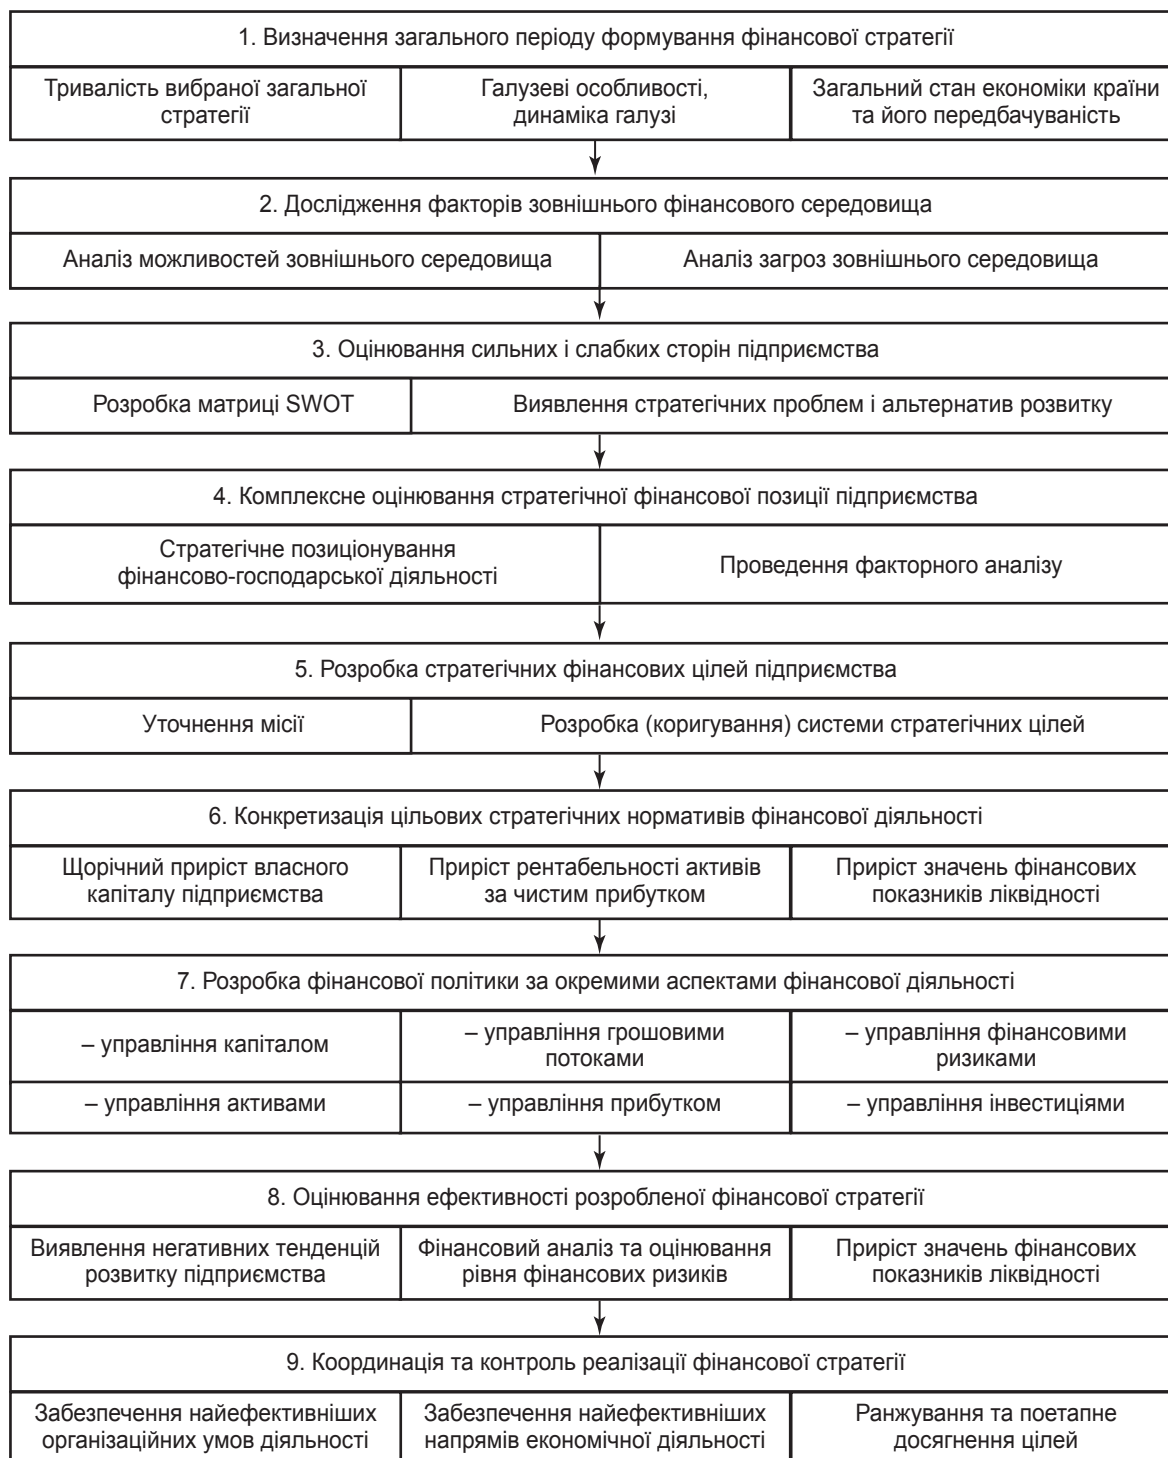 1. Визначення загального періоду формування фінансової стратегії
Тривалість вибраної загальної
стратегії
Галузеві особливості,
динаміка галузі
Загальний стан економіки країни
та його передбачуваність
2. Дослідження факторів зовнішнього фінансового середовища
Аналіз можливостей зовнішнього середовища
Аналіз загроз зовнішнього середовища
3. Оцінювання сильних і слабких сторін підприємства
Розробка матриці SWOT
Виявлення стратегічних проблем і альтернатив розвитку
4. Комплексне оцінювання стратегічної фінансової позиції підприємства
Стратегічне позиціонування
фінансово-господарської діяльності
Проведення факторного аналізу
5. Розробка стратегічних фінансових цілей підприємства
Уточнення місії
Розробка (коригування) системи стратегічних цілей
6. Конкретизація цільових стратегічних нормативів фінансової діяльності
Щорічний приріст власного
капіталу підприємства
Приріст рентабельності активів
за чистим прибутком
Приріст значень фінансових
показників ліквідності
7. Розробка фінансової політики за окремими аспектами фінансової діяльності
– управління капіталом
– управління грошовими
потоками
– управління фінансовими
ризиками
– управління активами
– управління прибутком
– управління інвестиціями
8. Оцінювання ефективності розробленої фінансової стратегії
Виявлення негативних тенденцій
розвитку підприємства
Фінансовий аналіз та оцінювання
рівня фінансових ризиків
Приріст значень фінансових
показників ліквідності
9. Координація та контроль реалізації фінансової стратегії
Забезпечення найефективніших
організаційних умов діяльності
Забезпечення найефективніших
напрямів економічної діяльності
Ранжування та поетапне
досягнення цілей